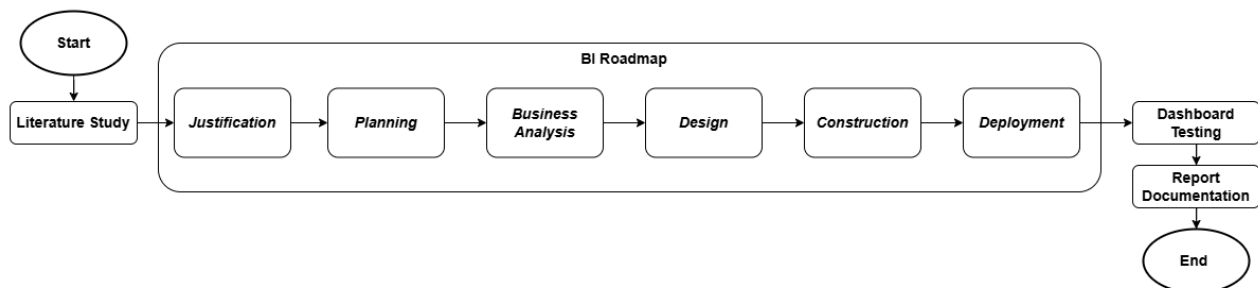 Start
BI Roadmap
Literature Study
Justification
Planning
Business
Analysis
Design
Construction
Deployment
Dashboard
Testing
Report
Documentation
End